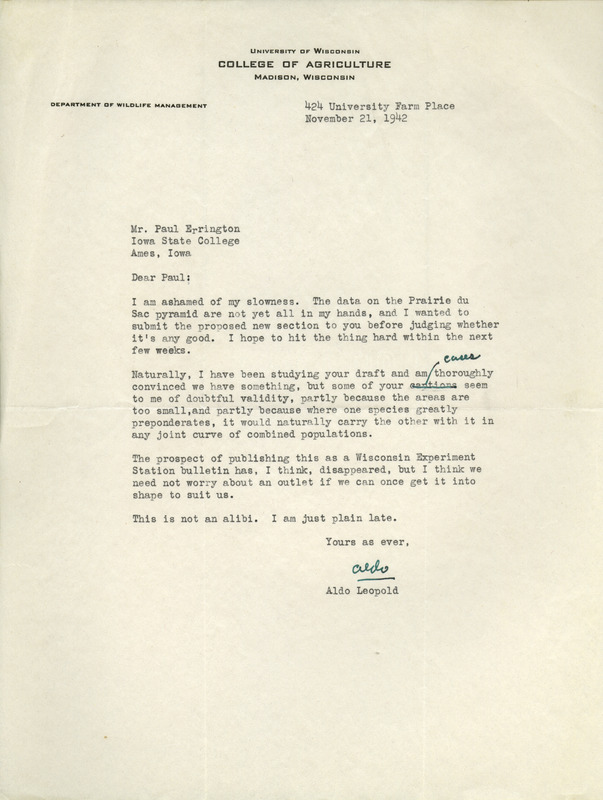 UNIVERSITY OF WISCONSIN
COLLEGE OF AGRICULTURE
MADISON, WISCONSIN
DEPARTMENT OF WILDLIFE MANAGEMENT
424 University Farm Place
November 21, 1942
Mr. Paul Errington
Iowa State College
Ames, Iowa
Dear Paul:
I am ashamed of my slowness. The data on the Prairie du
Sac pyramid are not yet all in my hands, and I wanted to
submit the proposed new section to you before judging whether
it's any good. I hope to hit the thing hard within the next
few weeks.
cases
Naturally, I have been studying your draft and am/thoroughly
convinced we have something, but some of your sections seem
to me of doubtful validity, partly because the areas are
too small,and partly because where one species greatly
preponderates, it would naturally carry the other with it in
any joint curve of combined populations.
The prospect of publishing this as a Wisconsin Experiment
Station bulletin has, I think, disappeared, but I think we
need not worry about an outlet if we can once get it into
shape to suit us.
This is not an alibi. I am just plain late.
Yours as ever,
Aldo
Aldo Leopold